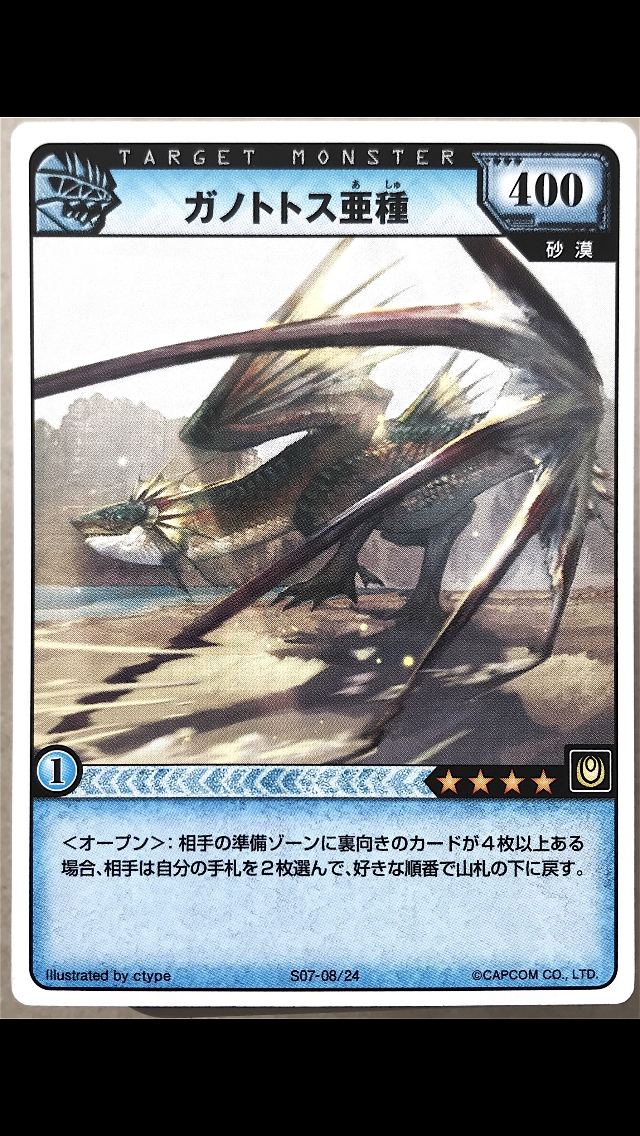 TARGET MONSTER
あ しゅ
ガノトトス亜種
400
砂漠
1
＜オープン＞：相手の準備ゾーンに裏向きのカードが４枚以上ある
場合、相手は自分の手札を２枚選んで、好きな順番で山札の下に戻す。
Illustrated by ctype
S07-08/24
©CAPCOM CO., LTD.